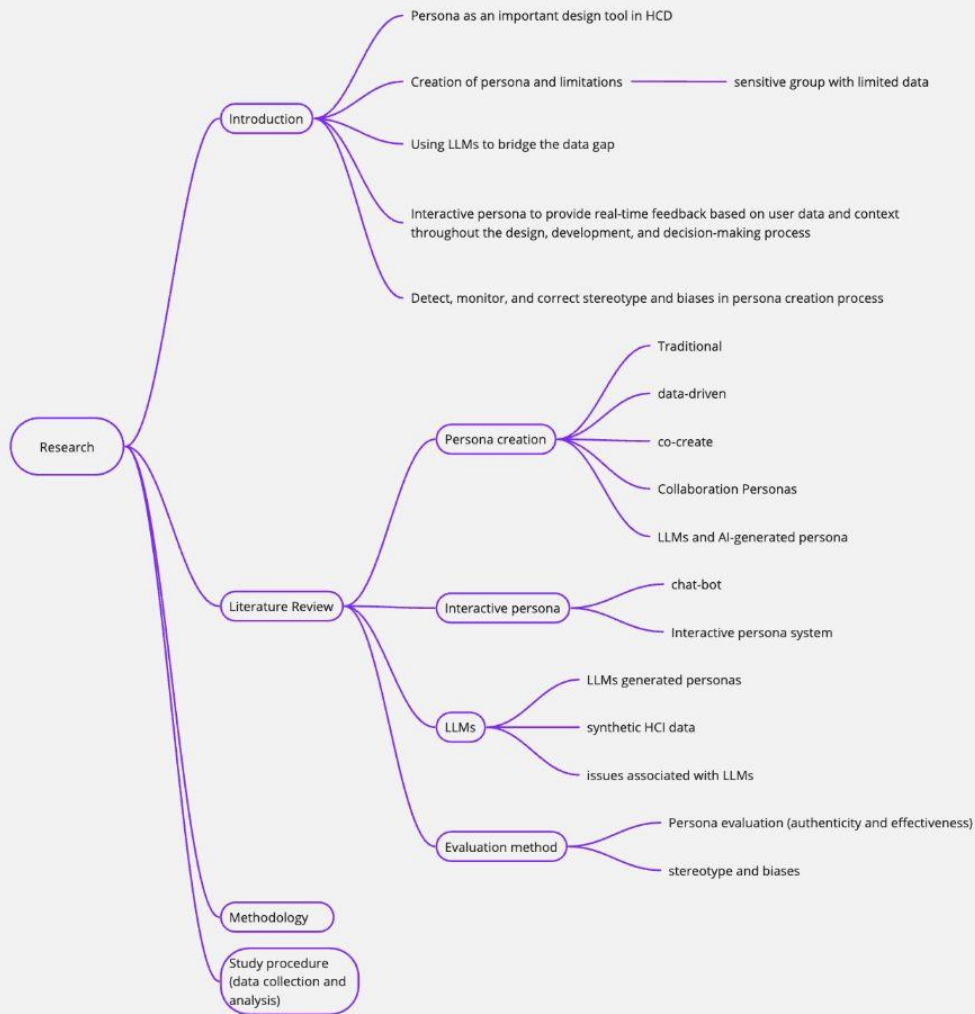 Research
Introduction
Persona as an important design tool in HCD
Creation of persona and limitations
sensitive group with limited data
Using LLMs to bridge the data gap
Interactive persona to provide real-time feedback based on user data and context
throughout the design, development, and decision-making process
Detect, monitor, and correct stereotype and biases in persona creation process
Literature Review
Persona creation
Traditional
data-driven
co-create
Collaboration Personas
LLMs and AI-generated persona
Interactive persona
chat-bot
Interactive persona system
LLMs
LLMs generated personas
synthetic HCI data
issues associated with LLMs
Evaluation method
Persona evaluation (authenticity and effectiveness)
stereotype and biases
Methodology
Study procedure
(data collection and
analysis)